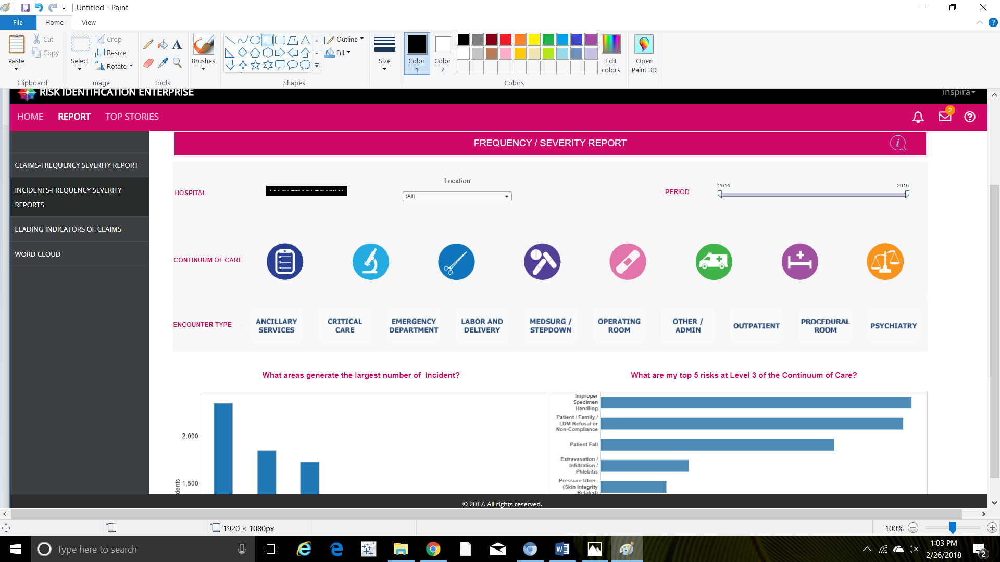 Untitled - Paint
File
Home
View
Paste
Cut
Copy
Clipboard
Select
Crop
Resize
Rotate
Image
A
Tools
Brushes
Outline
Fill
Shapes
Size
Color
1
Color
2
Colors
Edit
colors
Open
Paint 3D
RISK IDENTIFICATION ENTERPRISE
inspira
HOME
REPORT
TOP STORIES
2
FREQUENCY / SEVERITY REPORT
i
CLAIMS-FREQUENCY SEVERITY REPORT
INCIDENTS-FREQUENCY SEVERITY
REPORTS
LEADING INDICATORS OF CLAIMS
WORD CLOUD
HOSPITAL
Location
(All)
PERIOD
2014
2016
CONTINUUM OF CARE
ENCOUNTER TYPE
ANCILLARY
SERVICES
CRITICAL
CARE
EMERGENCY
DEPARTMENT
LABOR AND
DELIVERY
MEDSURG /
STEPDOWN
OPERATING
ROOM
OTHER /
ADMIN
OUTPATIENT
PROCEDURAL
ROOM
PSYCHIATRY
What areas generate the largest number of Incident?
2,000
1,500
What are my top 5 risks at Level 3 of the Continuum of Care?
Improper
Specimen
Handling
Patient / Family /
LDM Refusal or
Non-Compliance
Patient Fall
Extravasation /
Infiltration /
Phlebitis
Pressure Ulcer-
(Skin Integrity
Related)
© 2017. All rights reserved.
1920 × 1080px
100%
Type here to search
1:03 PM
2/26/2018
2